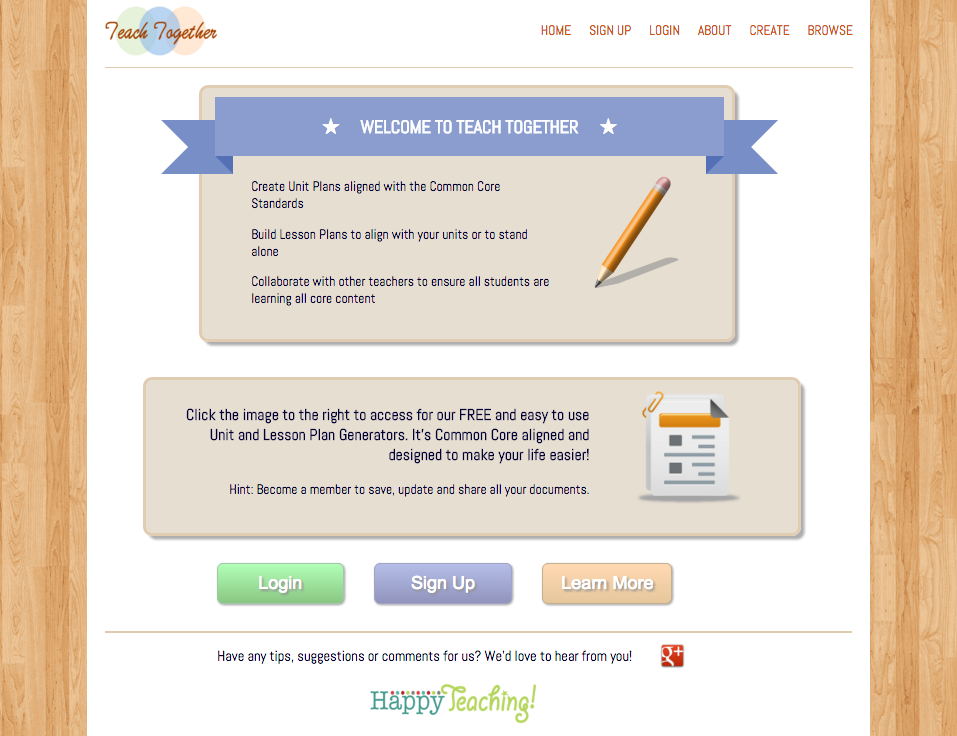 Teach Together
HOME SIGN UP LOGIN ABOUT CREATE BROWSE
★ WELCOME TO TEACH TOGETHER ★
Create Unit Plans aligned with the Common Core
Standards
Build Lesson Plans to align with your units or to stand
alone
Collaborate with other teachers to ensure all students are
learning all core content
Click the image to the right to access for our FREE and easy to use
Unit and Lesson Plan Generators. It's Common Core aligned and
designed to make your life easier!
Hint: Become a member to save, update and share all your documents.
Login Sign Up Learn More
Have any tips, suggestions or comments for us? We'd love to hear from you! g+
Happy Teaching!